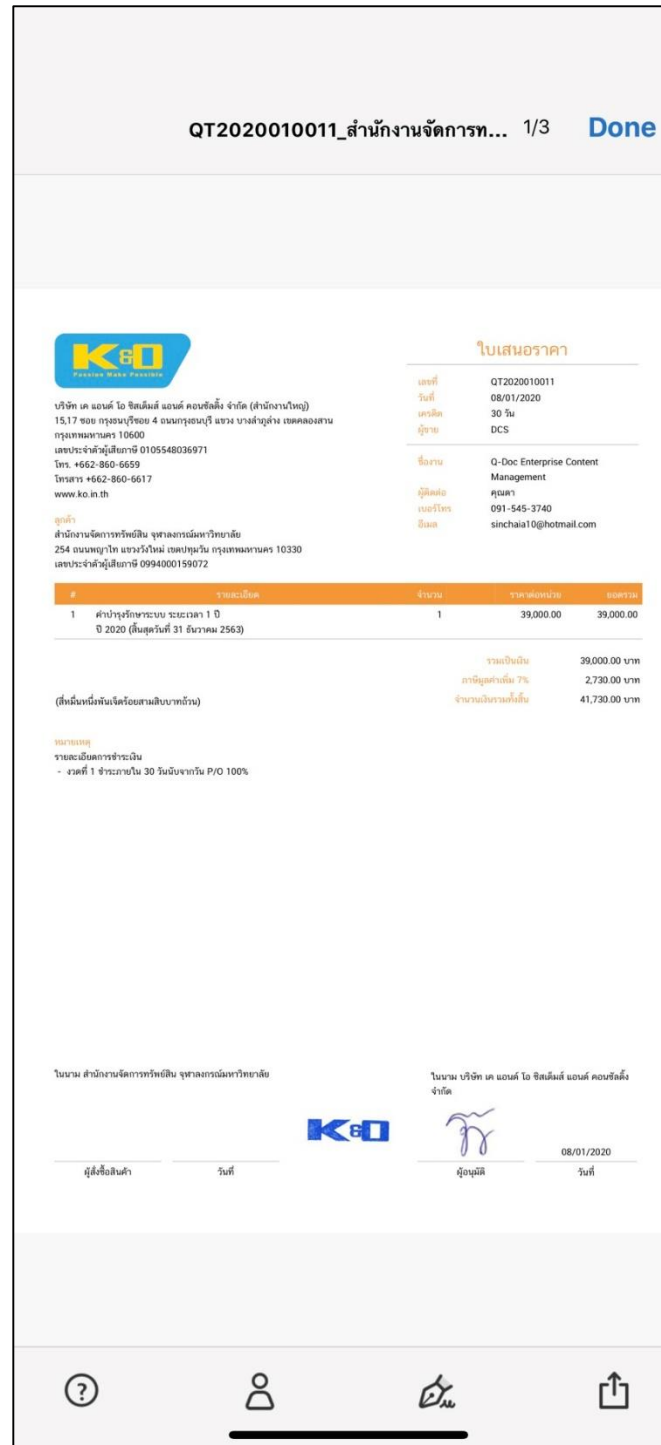 QT2020010011_สำนักงานจัดการท... 1/3 Done
K&O
Passion Make Possible
บริษัท เค แอนด์ โอ ซิสเต็มส์ แอนด์ คอนซัลติ้ง จำกัด (สำนักงานใหญ่)
15,17 ซอย กรุงธนบุรีซอย 4 ถนนกรุงธนบุรี แขวง บางลำภูล่าง เขตคลองสาน
กรุงเทพมหานคร 10600
เลขประจำตัวผู้เสียภาษี 0105548036971
โทร. +662-860-6659
โทรสาร +662-860-6617
www.ko.in.th
ลูกค้า
สำนักงานจัดการทรัพย์สิน จุฬาลงกรณ์มหาวิทยาลัย
254 ถนนพญาไท แขวงวังใหม่ เขตปทุมวัน กรุงเทพมหานคร 10330
เลขประจำตัวผู้เสียภาษี 0994000159072
ใบเสนอราคา
เลขที่ QT2020010011
วันที่ 08/01/2020
เครดิต 30 วัน
ผู้ขาย DCS
ชื่องาน Q-Doc Enterprise Content
Management
ผู้ติดต่อ คุณดา
เบอร์โทร 091-545-3740
อีเมล sinchaia10@hotmail.com
# รายละเอียด จำนวน ราคาต่อหน่วย ยอดรวม
1 ค่าบำรุงรักษาระบบ ระยะเวลา 1 ปี 1 39,000.00 39,000.00
ปี 2020 (สิ้นสุดวันที่ 31 ธันวาคม 2563)
รวมเป็นเงิน 39,000.00 บาท
ภาษีมูลค่าเพิ่ม 7% 2,730.00 บาท
(สี่หมื่นหนึ่งพันเจ็ดร้อยสามสิบบาทถ้วน) จำนวนเงินรวมทั้งสิ้น 41,730.00 บาท
หมายเหตุ
รายละเอียดการชำระเงิน
- งวดที่ 1 ชำระภายใน 30 วันนับจากวัน P/O 100%
ในนาม สำนักงานจัดการทรัพย์สิน จุฬาลงกรณ์มหาวิทยาลัย
ในนาม บริษัท เค แอนด์ โอ ซิสเต็มส์ แอนด์ คอนซัลติ้ง
จำกัด
K&O
08/01/2020
ผู้สั่งซื้อสินค้า วันที่ ผู้อนุมัติ วันที่